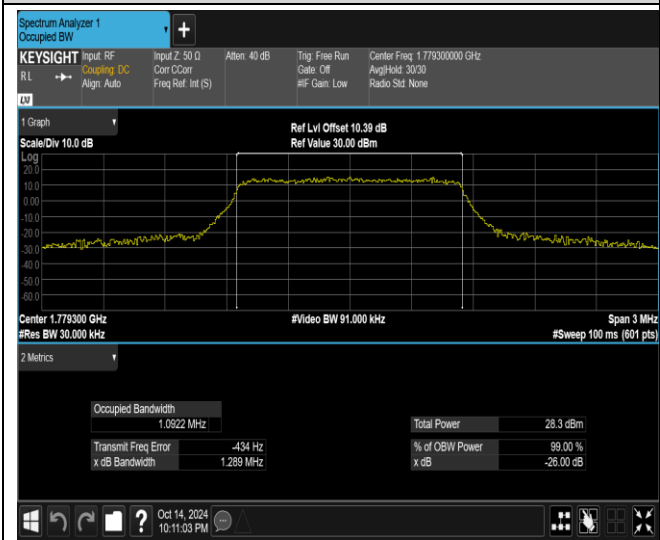 Spectrum Analyzer 1
Occupied BW
+
KEYSIGHT Input: RF Input Z: 50 Ω Atten: 40 dB Trig: Free Run Center Freq: 1.779300000 GHz
R L Coupling: DC Corr CCorr Gate: Off Avg|Hold: 30/30
Align: Auto Freq Ref: Int (S) #IF Gain: Low Radio Std: None
LXI
1 Graph Ref Lvl Offset 10.39 dB
Scale/Div 10.0 dB Ref Value 30.00 dBm
Log
20.0
10.0
0.00
-10.0
-20.0
-30.0
-40.0
-50.0
-60.0
Center 1.779300 GHz #Video BW 91.000 kHz Span 3 MHz
#Res BW 30.000 kHz #Sweep 100 ms (601 pts)
2 Metrics
Occupied Bandwidth
1.0922 MHz Total Power 28.3 dBm
Transmit Freq Error -434 Hz % of OBW Power 99.00 %
x dB Bandwidth 1.289 MHz x dB -26.00 dB
? Oct 14, 2024
10:11:03 PM